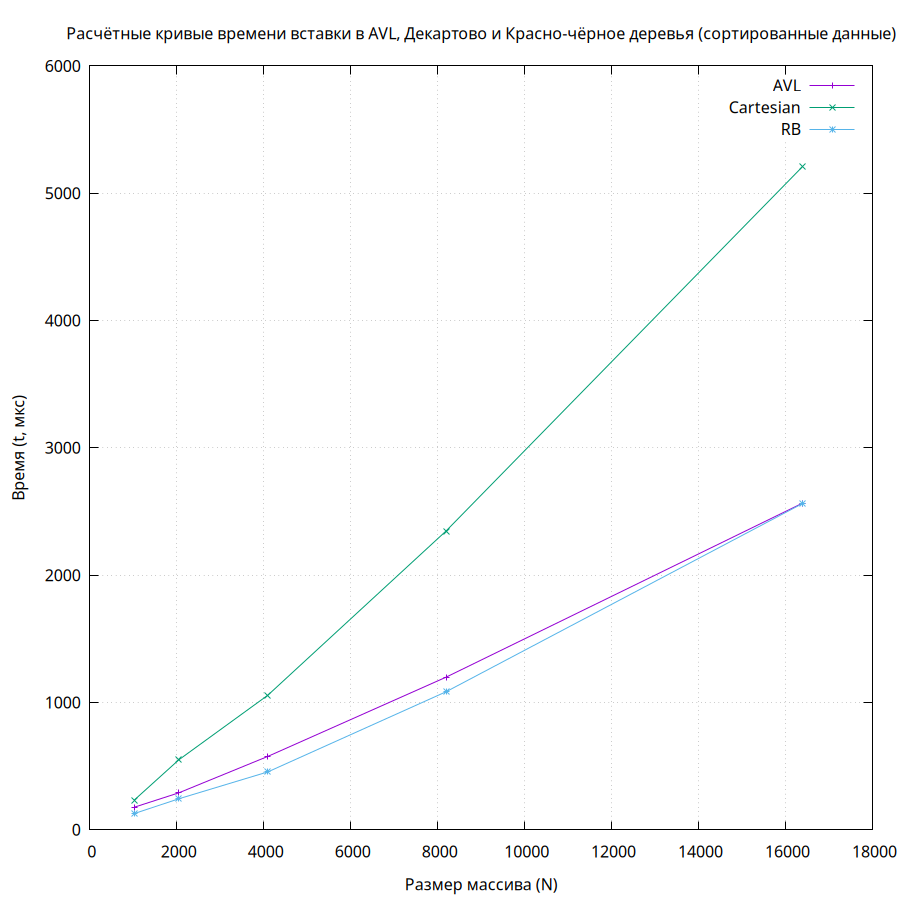 Расчётные кривые времени вставки в AVL, Декартово и Красно-чёрное деревья (сортированные данные)
6000
5000
4000
3000
2000
1000
0
Время (t, мкс)
AVL
Cartesian
RB
0 2000 4000 6000 8000 10000 12000 14000 16000 18000
Размер массива (N)